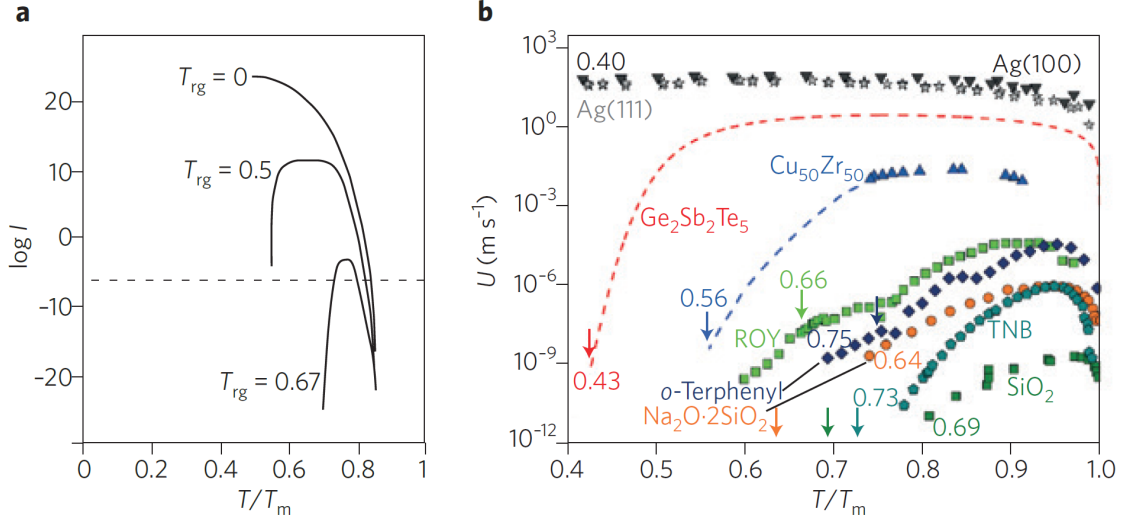 a
T_rg = 0
T_rg = 0.5
T_rg = 0.67
20
10
0
-10
-20
log I
0
0.2
0.4
0.6
0.8
1
T/T_m
b
10^3
10^0
10^-3
10^-6
10^-9
10^-12
U (m s^-1)
0.40
Ag(100)
Ag(111)
Cu50Zr50
Ge2Sb2Te5
0.56
0.66
ROY
0.75
TNB
0.64
0.43
o-Terphenyl
SiO2
Na2O·2SiO2
0.73
0.69
0.4
0.5
0.6
0.7
0.8
0.9
1.0
T/T_m